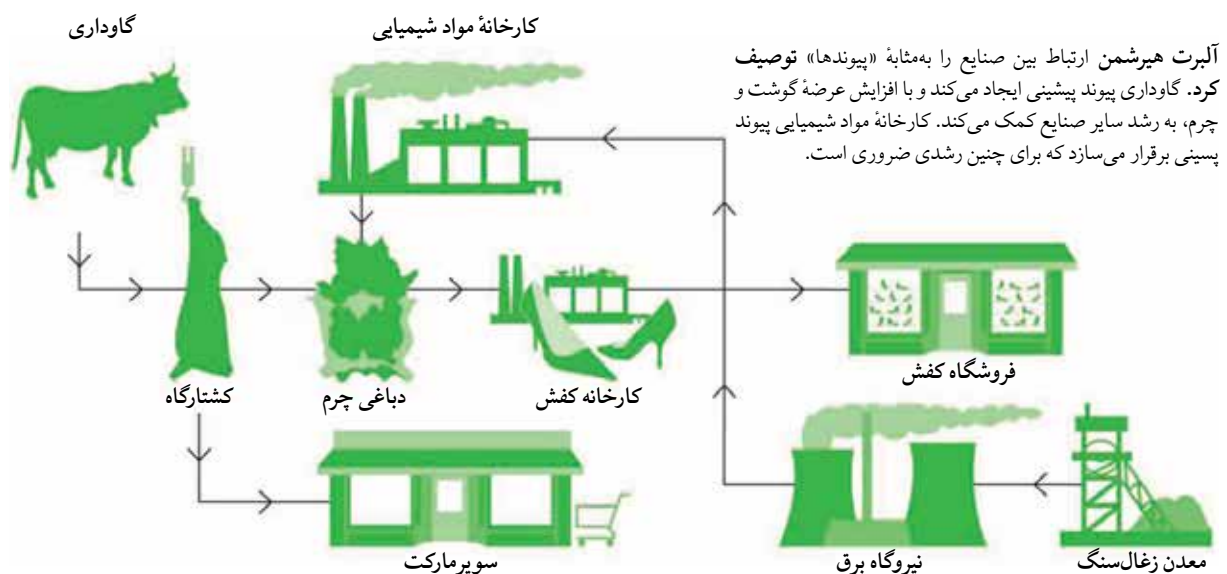 گاوداری
کارخانهٔ مواد شیمیایی
آلبرت هیرشمن ارتباط بین صنایع را به‌مثابهٔ «پیوندها» توصیف
کرد. گاوداری پیوند پیشینی ایجاد می‌کند و با افزایش عرضهٔ گوشت و
چرم، به رشد سایر صنایع کمک می‌کند. کارخانهٔ مواد شیمیایی پیوند
پسینی برقرار می‌سازد که برای چنین رشدی ضروری است.
کشتارگاه
دباغی چرم
کارخانه کفش
فروشگاه کفش
سوپرمارکت
نیروگاه برق
معدن زغال‌سنگ